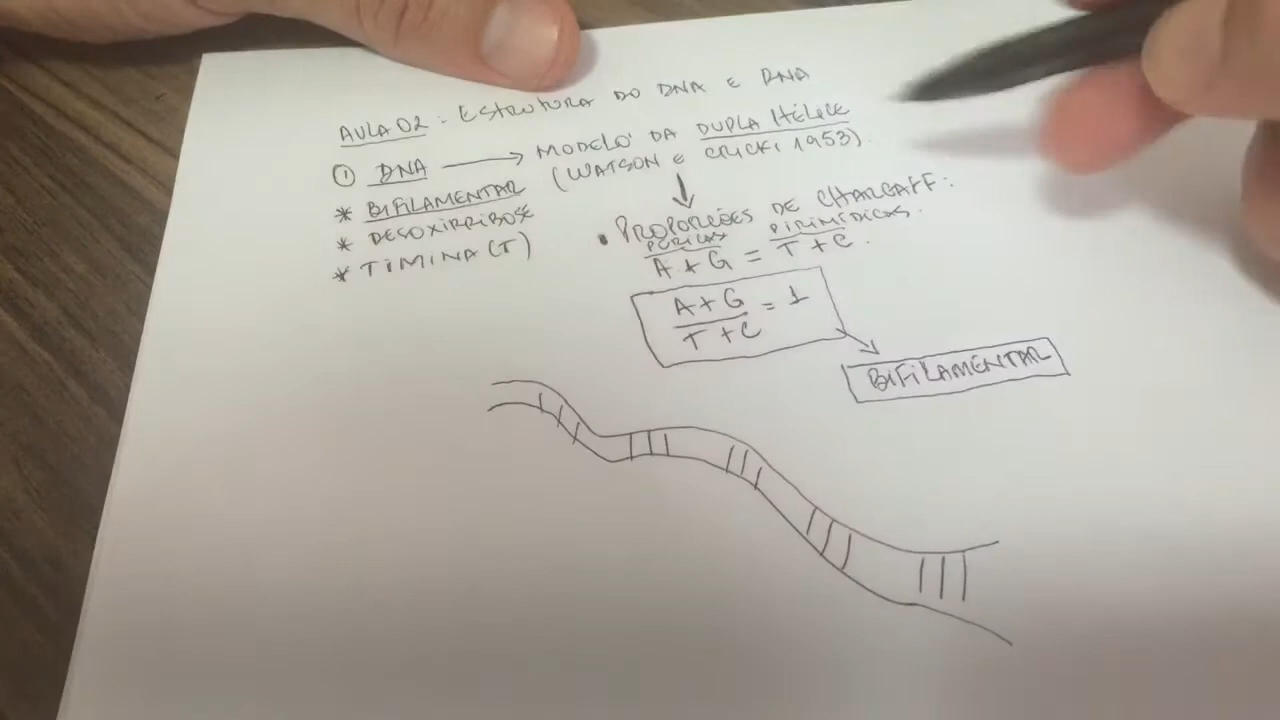 AULA 02 : ESTRUTURA DO DNA E RNA
① DNA → MODELO DA DUPLA HÉLICE
(WATSON E CRICK, 1953).
* BIFILAMENTAR
* DESOXIRRIBOSE
* TIMINA (T)
• PROPORÇÕES DE CHARGAFF:
PÚRICAS PIRIMÍDICAS.
A + G = T + C.
A + G
T + C
= 1
BIFILAMENTAR